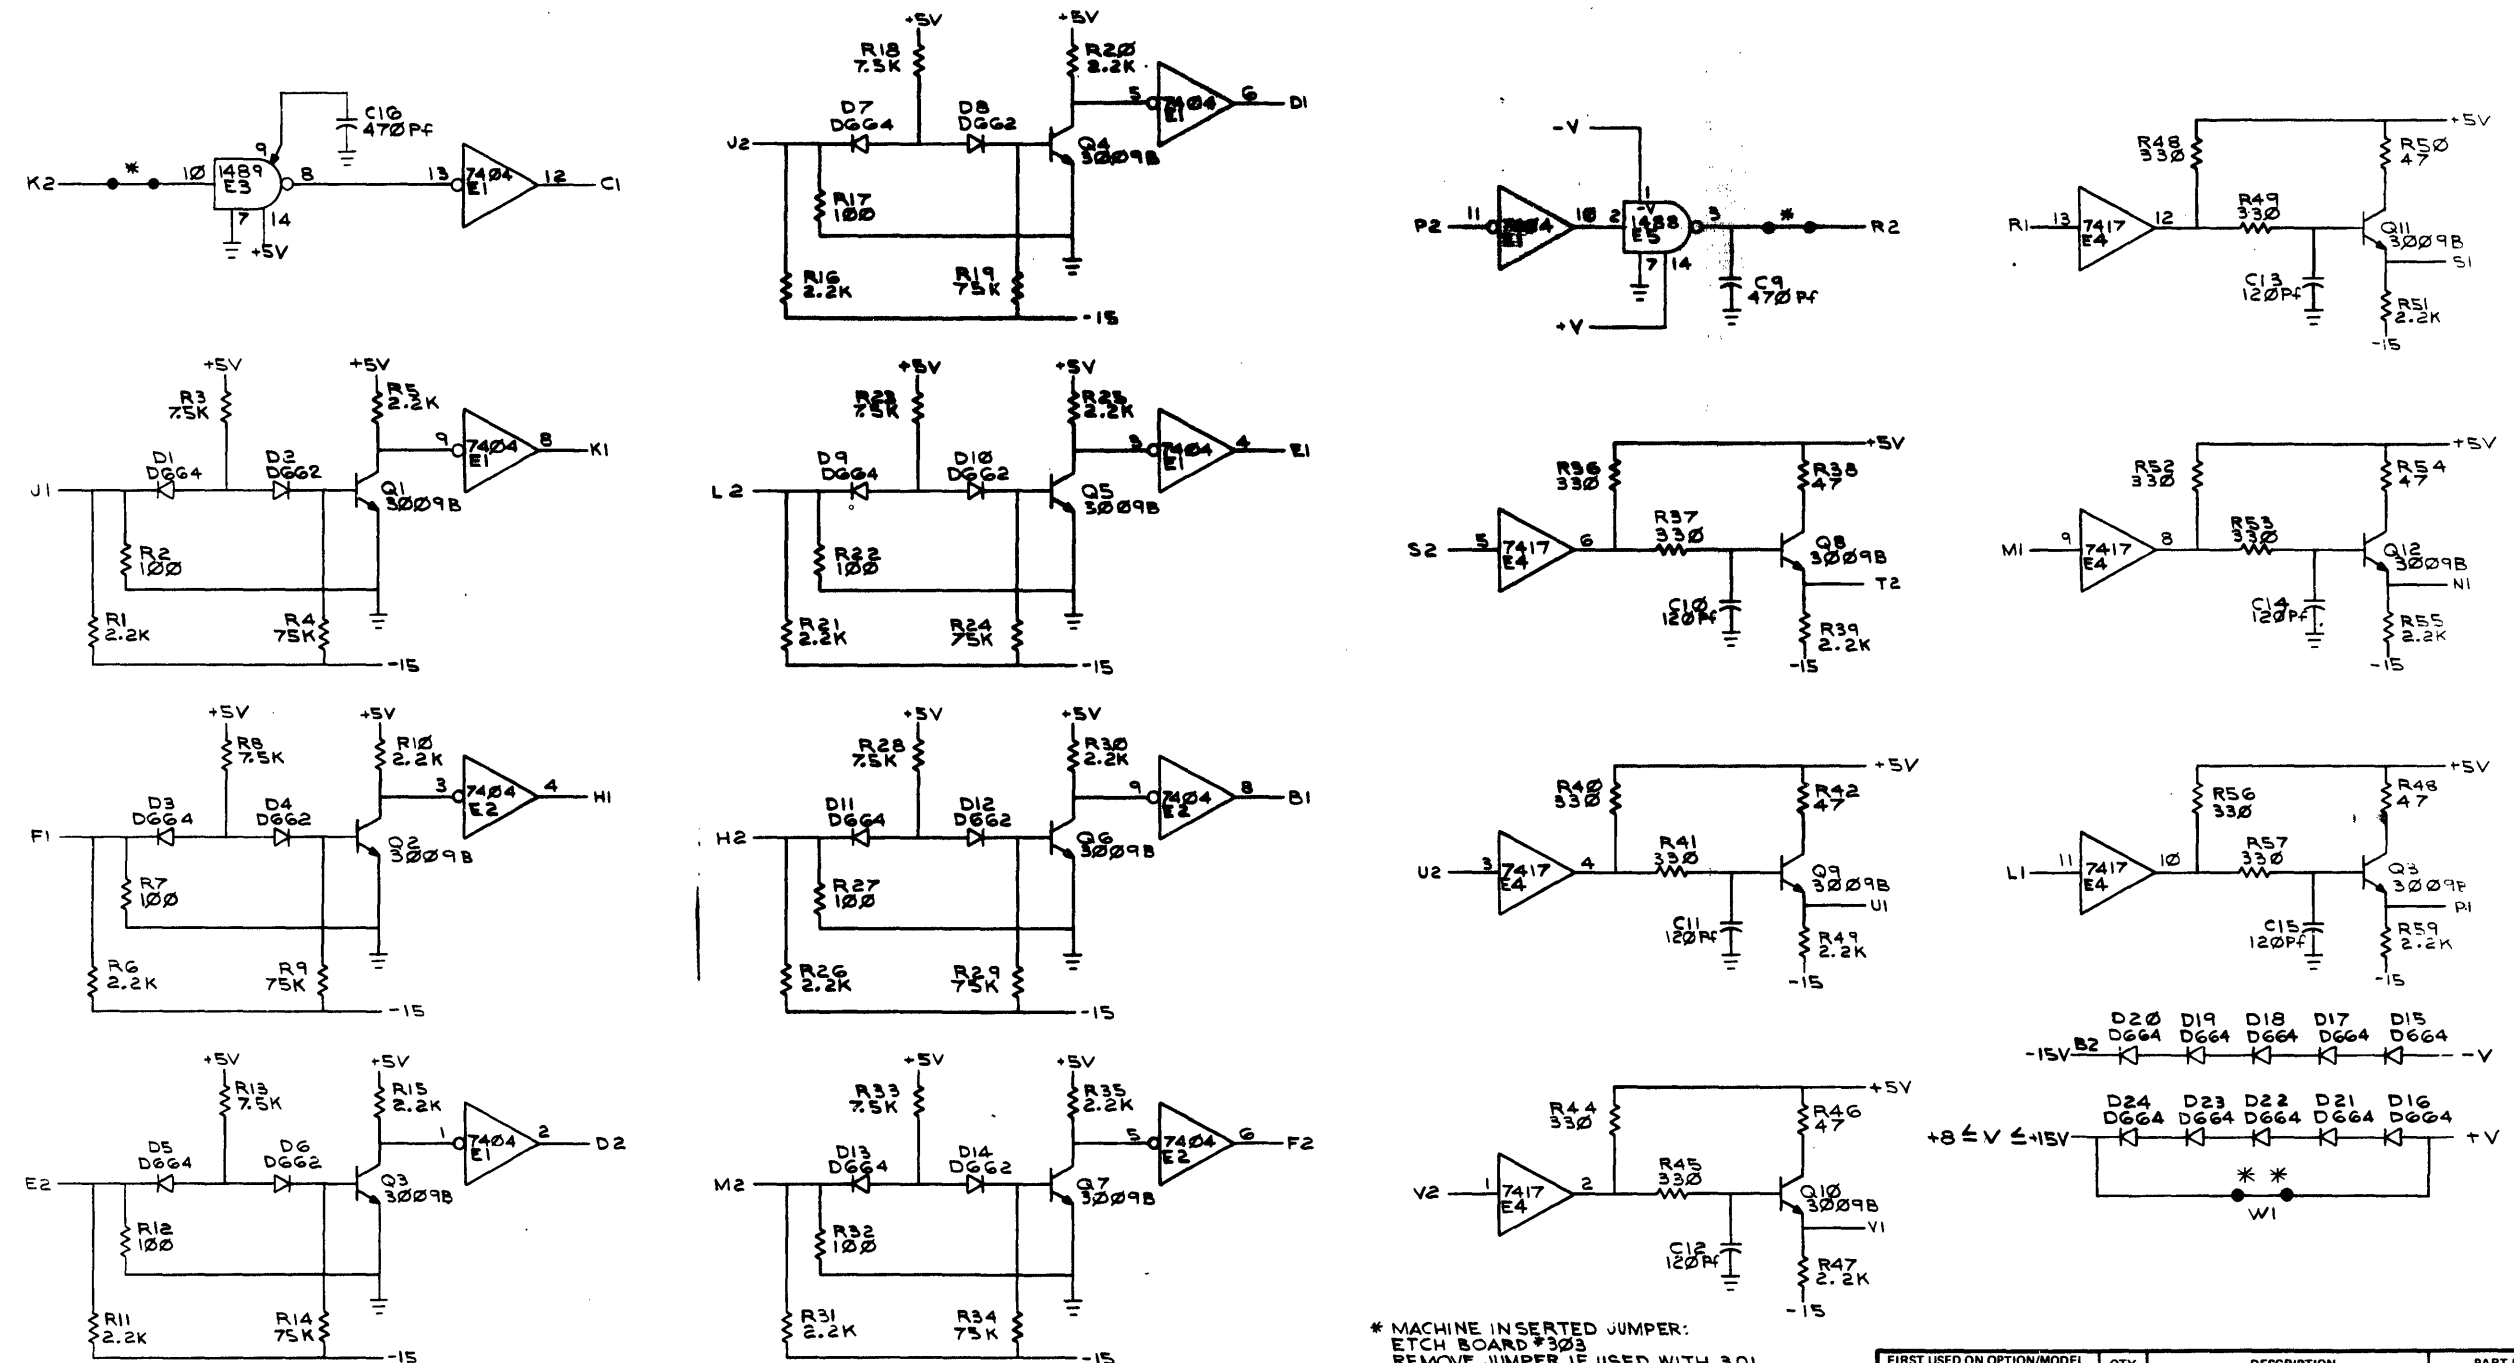 K2
*
10
9
1489
E3
8
7
14
+5V
C16
470Pf
13
7404
E1
12
C1
+5V
R18
7.5K
+5V
R20
2.2K
D7
D664
D8
D662
J2
Q4
3009B
5
7404
E1
6
D1
R17
100
R16
2.2K
R19
75K
-15
-V
P2
11
E1
10
2
1
-V
1488
E5
3
*
R2
7
14
C9
470Pf
+V
+5V
R48
330
R50
47
R1
13
7417
E4
12
R49
330
Q11
3009B
S1
C13
120Pf
R51
2.2K
-15
+5V
R3
7.5K
+5V
R5
2.2K
D1
D664
D2
D662
J1
Q1
3009B
9
7404
E1
8
K1
R2
100
R1
2.2K
R4
75K
-15
+5V
R23
7.5K
+5V
R25
2.2K
D9
D664
D10
D662
L2
Q5
3009B
3
7404
E1
4
E1
R22
100
R21
2.2K
R24
75K
-15
+5V
R36
330
R38
47
S2
5
7417
E4
6
R37
330
Q8
3009B
T2
C10
120Pf
R39
2.2K
-15
+5V
R52
330
R54
47
M1
9
7417
E4
8
R53
330
Q12
3009B
N1
C14
120Pf
R55
2.2K
-15
+5V
R8
7.5K
+5V
R10
2.2K
D3
D664
D4
D662
F1
Q2
3009B
3
7404
E2
4
H1
R7
100
R6
2.2K
R9
75K
-15
+5V
R28
7.5K
+5V
R30
2.2K
D11
D664
D12
D662
H2
Q6
3009B
9
7404
E2
8
B1
R27
100
R26
2.2K
R29
75K
-15
+5V
R40
330
R42
47
U2
3
7417
E4
4
R41
330
Q9
3009B
U1
C11
120Pf
R49
2.2K
-15
+5V
R56
330
R48
47
L1
11
7417
E4
10
R57
330
Q3
3009B
P1
C15
120Pf
R59
2.2K
-15
D20 D19 D18 D17 D15
D664 D664 D664 D664 D664
-15V B2 -V
D24 D23 D22 D21 D16
D664 D664 D664 D664 D664
+8 ≤ V ≤ +15V +V
* *
W1
+5V
R13
7.5K
+5V
R15
2.2K
D5
D664
D6
D662
E2
Q3
3009B
1
7404
E1
2
D2
R12
100
R11
2.2K
R14
75K
-15
+5V
R33
7.5K
+5V
R35
2.2K
D13
D664
D14
D662
M2
Q7
3009B
5
7404
E2
6
F2
R32
100
R31
2.2K
R34
75K
-15
+5V
R44
330
R46
47
V2
1
7417
E4
2
R45
330
Q10
3009B
V1
C12
120Pf
R47
2.2K
-15
* MACHINE INSERTED JUMPER:
ETCH BOARD #303
REMOVE JUMPER IF USED WITH 301
FIRST USED ON OPTION/MODEL QTY. DESCRIPTION PART